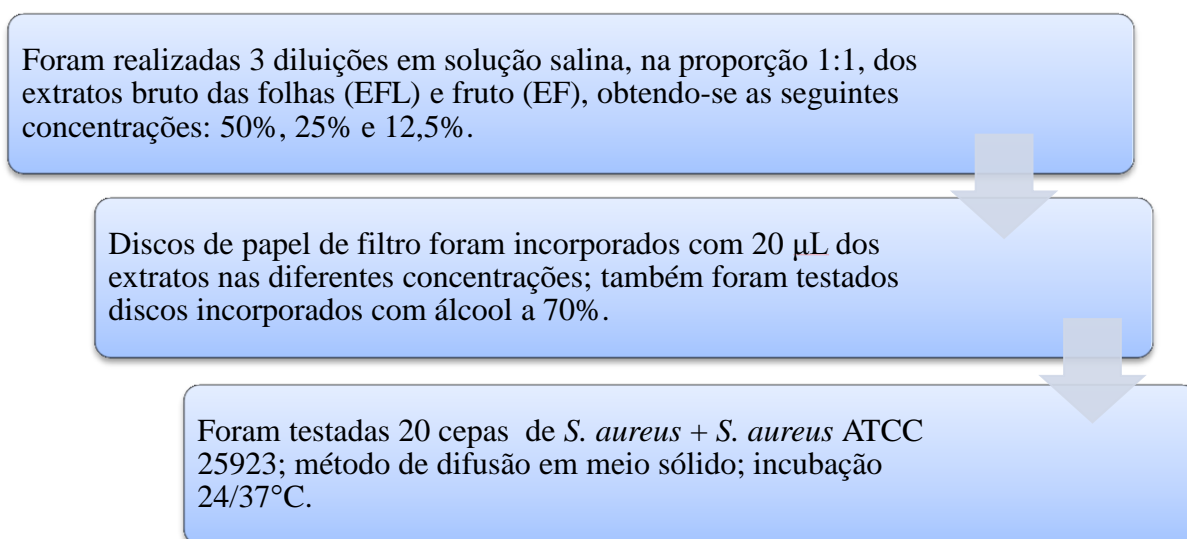 Foram realizadas 3 diluições em solução salina, na proporção 1:1, dos
extratos bruto das folhas (EFL) e fruto (EF), obtendo-se as seguintes
concentrações: 50%, 25% e 12,5%.
Discos de papel de filtro foram incorporados com 20 μL dos
extratos nas diferentes concentrações; também foram testados
discos incorporados com álcool a 70%.
Foram testadas 20 cepas de S. aureus + S. aureus ATCC
25923; método de difusão em meio sólido; incubação
24/37°C.